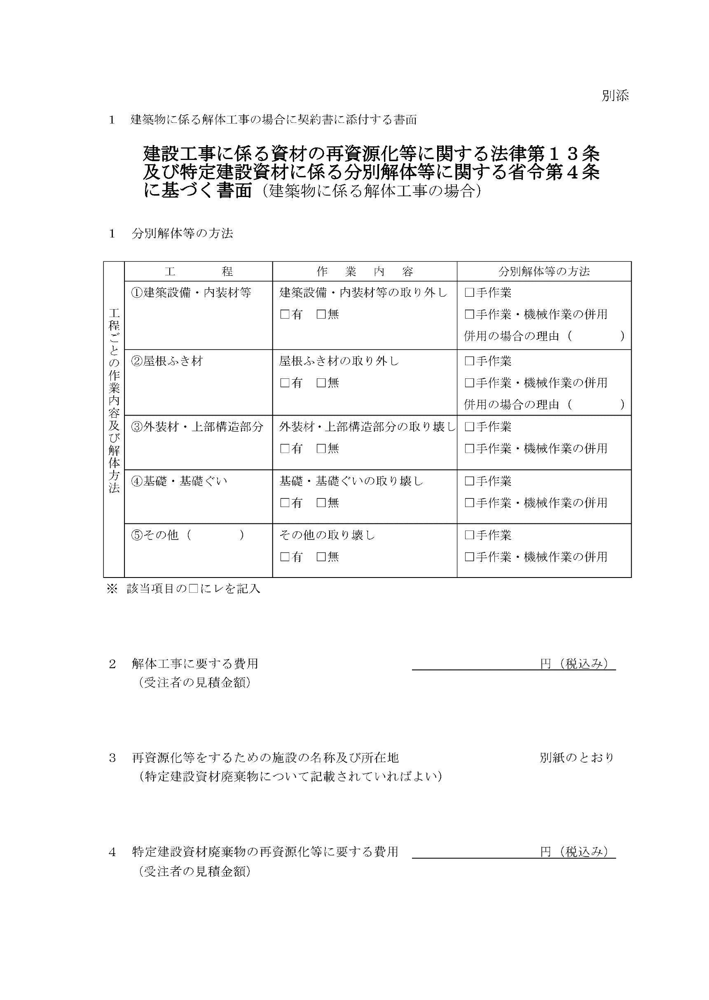 別添
1　建築物に係る解体工事の場合に契約書に添付する書面
建設工事に係る資材の再資源化等に関する法律第１３条
及び特定建設資材に係る分別解体等に関する省令第４条
に基づく書面（建築物に係る解体工事の場合）
1　分別解体等の方法
工程ごとの作業内容及び解体方法
工　　　程　作　業　内　容　分別解体等の方法
①建築設備・内装材等　建築設備・内装材等の取り外し　□手作業
□有　□無　□手作業・機械作業の併用
併用の場合の理由（　　　　）
②屋根ふき材　屋根ふき材の取り外し　□手作業
□有　□無　□手作業・機械作業の併用
併用の場合の理由（　　　　）
③外装材・上部構造部分　外装材・上部構造部分の取り壊し　□手作業
□有　□無　□手作業・機械作業の併用
④基礎・基礎ぐい　基礎・基礎ぐいの取り壊し　□手作業
□有　□無　□手作業・機械作業の併用
⑤その他（　　　　）　その他の取り壊し　□手作業
□有　□無　□手作業・機械作業の併用
※ 該当項目の□にレを記入
2　解体工事に要する費用　　　円（税込み）
（受注者の見積金額）
3　再資源化等をするための施設の名称及び所在地　　　別紙のとおり
（特定建設資材廃棄物について記載されていればよい）
4　特定建設資材廃棄物の再資源化等に要する費用　　　円（税込み）
（受注者の見積金額）